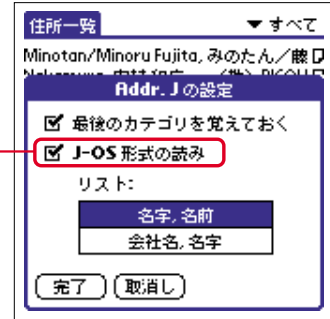 住所一覧 ▼ すべて
Minotan/Minoru Fujita, みのたん／藤
Addr. J の設定
最後のカテゴリを覚えておく
J-OS 形式の読み
リスト:
名字, 名前
会社名, 名字
完了 取消し